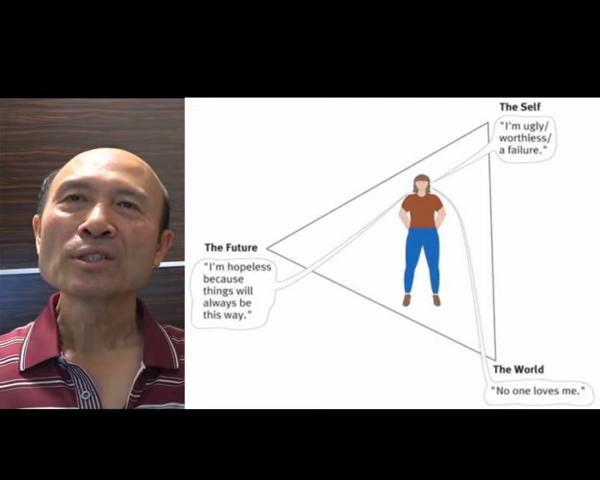 The Self
"I'm ugly/
worthless/
a failure."
The Future
"I'm hopeless
because
things will
always be
this way."
The World
"No one loves me."